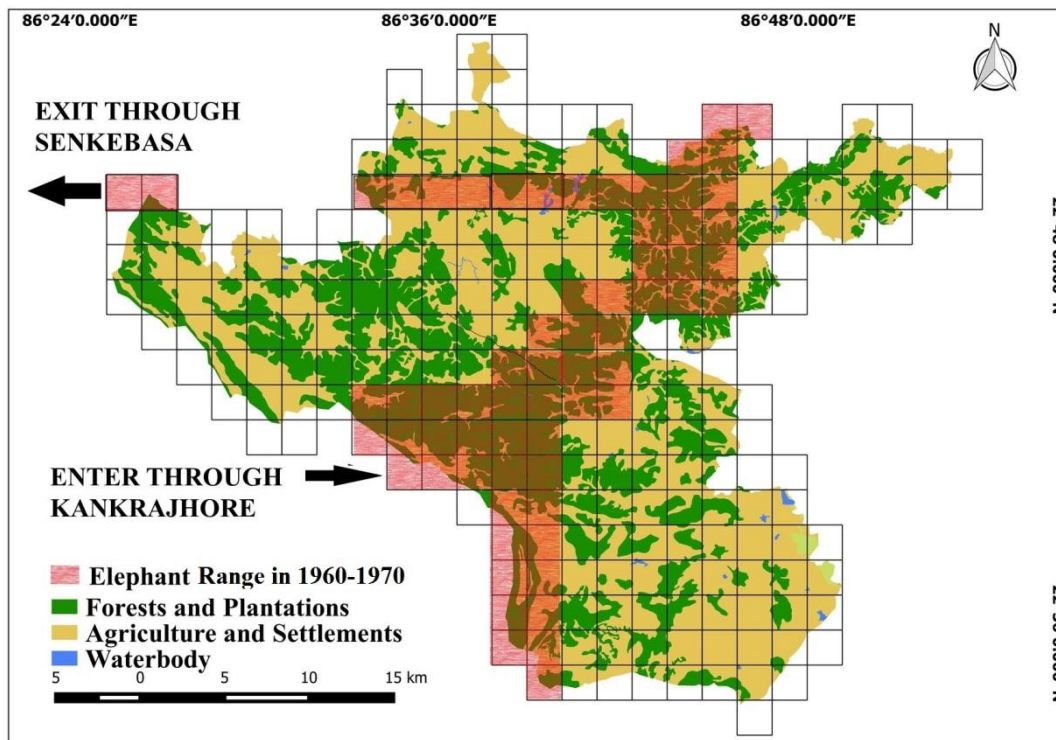 86°24′0.000″E 86°36′0.000″E 86°48′0.000″E
N
EXIT THROUGH
SENKEBASA
ENTER THROUGH
KANKRAJHORE
Elephant Range in 1960-1970
Forests and Plantations
Agriculture and Settlements
Waterbody
5 0 5 10 15 km